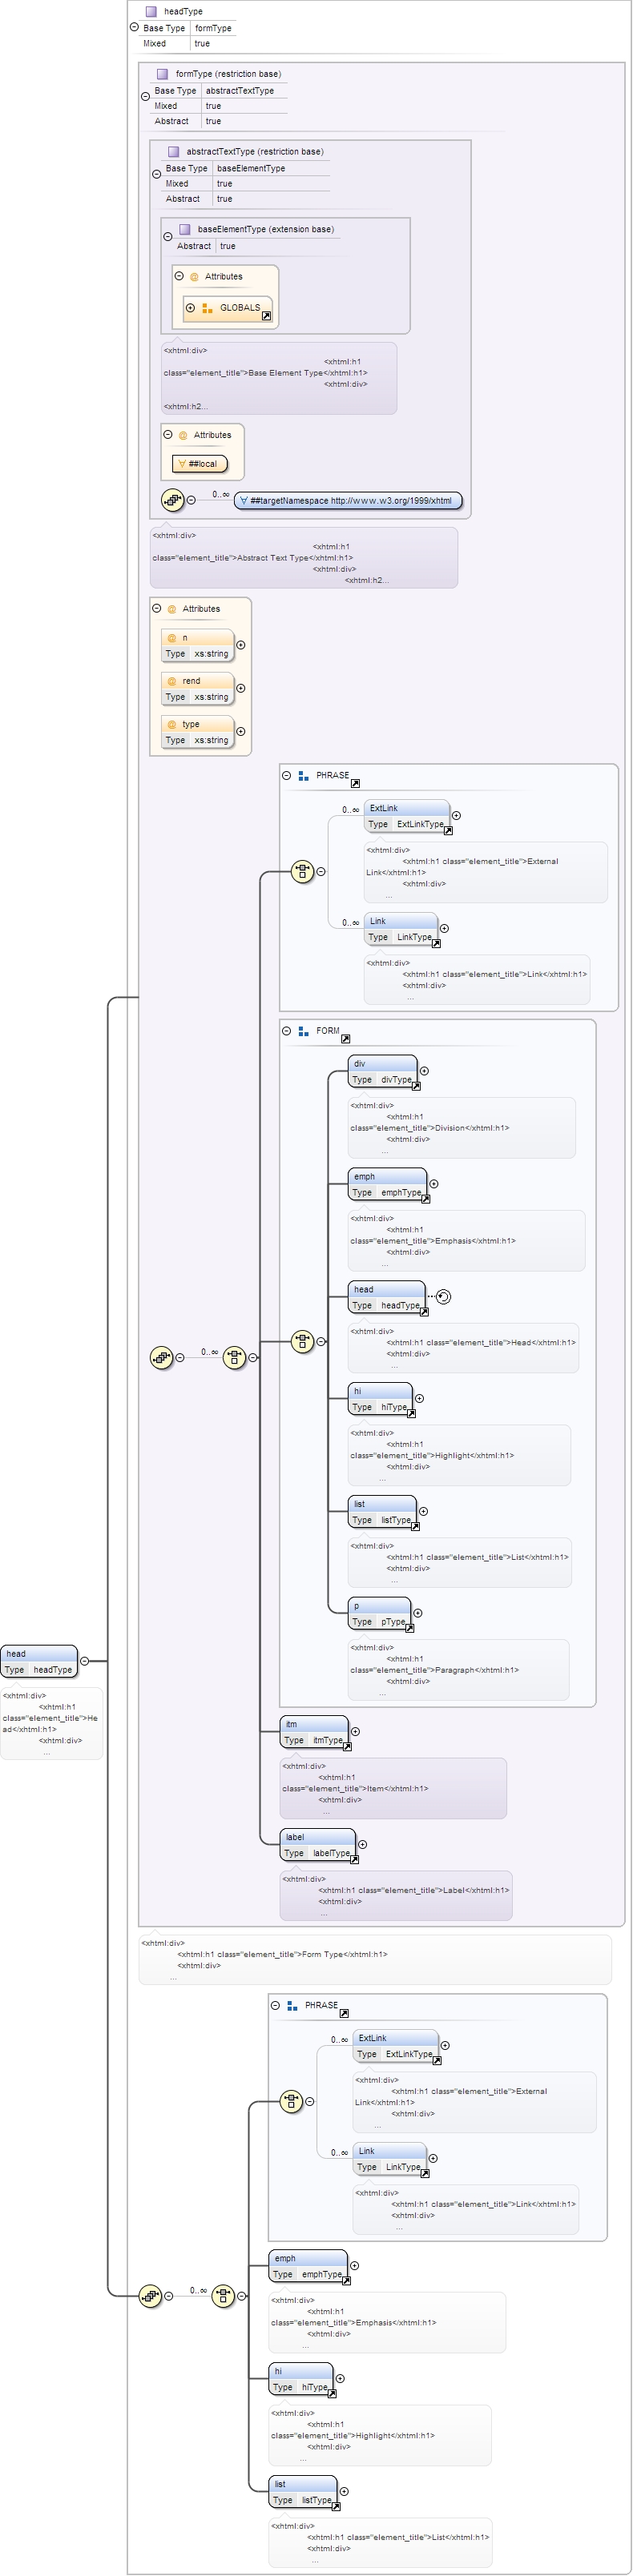 headType
Base Type formType
Mixed true
formType (restriction base)
Base Type abstractTextType
Mixed true
Abstract true
abstractTextType (restriction base)
Base Type baseElementType
Mixed true
Abstract true
baseElementType (extension base)
Abstract true
@ Attributes
GLOBALS
<xhtml:div>
<xhtml:h1
class="element_title">Base Element Type</xhtml:h1>
<xhtml:div>
<xhtml:h2...
@ Attributes
∀ ##local
0..∞ ∀ ##targetNamespace http://www.w3.org/1999/xhtml
<xhtml:div>
<xhtml:h1
class="element_title">Abstract Text Type</xhtml:h1>
<xhtml:div>
<xhtml:h2...
@ Attributes
@ n
Type xs:string
@ rend
Type xs:string
@ type
Type xs:string
PHRASE
0..∞ ExtLink
Type ExtLinkType
<xhtml:div>
<xhtml:h1 class="element_title">External
Link</xhtml:h1>
<xhtml:div>
...
0..∞ Link
Type LinkType
<xhtml:div>
<xhtml:h1 class="element_title">Link</xhtml:h1>
<xhtml:div>
...
FORM
div
Type divType
<xhtml:div>
<xhtml:h1
class="element_title">Division</xhtml:h1>
<xhtml:div>
...
emph
Type emphType
<xhtml:div>
<xhtml:h1
class="element_title">Emphasis</xhtml:h1>
<xhtml:div>
...
head
Type headType
<xhtml:div>
<xhtml:h1 class="element_title">Head</xhtml:h1>
<xhtml:div>
...
0..∞
hi
Type hiType
<xhtml:div>
<xhtml:h1
class="element_title">Highlight</xhtml:h1>
<xhtml:div>
...
list
Type listType
<xhtml:div>
<xhtml:h1 class="element_title">List</xhtml:h1>
<xhtml:div>
...
p
Type pType
<xhtml:div>
<xhtml:h1
class="element_title">Paragraph</xhtml:h1>
<xhtml:div>
...
head
Type headType
<xhtml:div>
<xhtml:h1
class="element_title">He
ad</xhtml:h1>
<xhtml:div>
...
itm
Type itmType
<xhtml:div>
<xhtml:h1
class="element_title">Item</xhtml:h1>
<xhtml:div>
...
label
Type labelType
<xhtml:div>
<xhtml:h1 class="element_title">Label</xhtml:h1>
<xhtml:div>
...
<xhtml:div>
<xhtml:h1 class="element_title">Form Type</xhtml:h1>
<xhtml:div>
...
PHRASE
0..∞ ExtLink
Type ExtLinkType
<xhtml:div>
<xhtml:h1 class="element_title">External
Link</xhtml:h1>
<xhtml:div>
...
0..∞ Link
Type LinkType
<xhtml:div>
<xhtml:h1 class="element_title">Link</xhtml:h1>
<xhtml:div>
...
emph
Type emphType
0..∞
<xhtml:div>
<xhtml:h1
class="element_title">Emphasis</xhtml:h1>
<xhtml:div>
...
hi
Type hiType
<xhtml:div>
<xhtml:h1
class="element_title">Highlight</xhtml:h1>
<xhtml:div>
...
list
Type listType
<xhtml:div>
<xhtml:h1 class="element_title">List</xhtml:h1>
<xhtml:div>
...